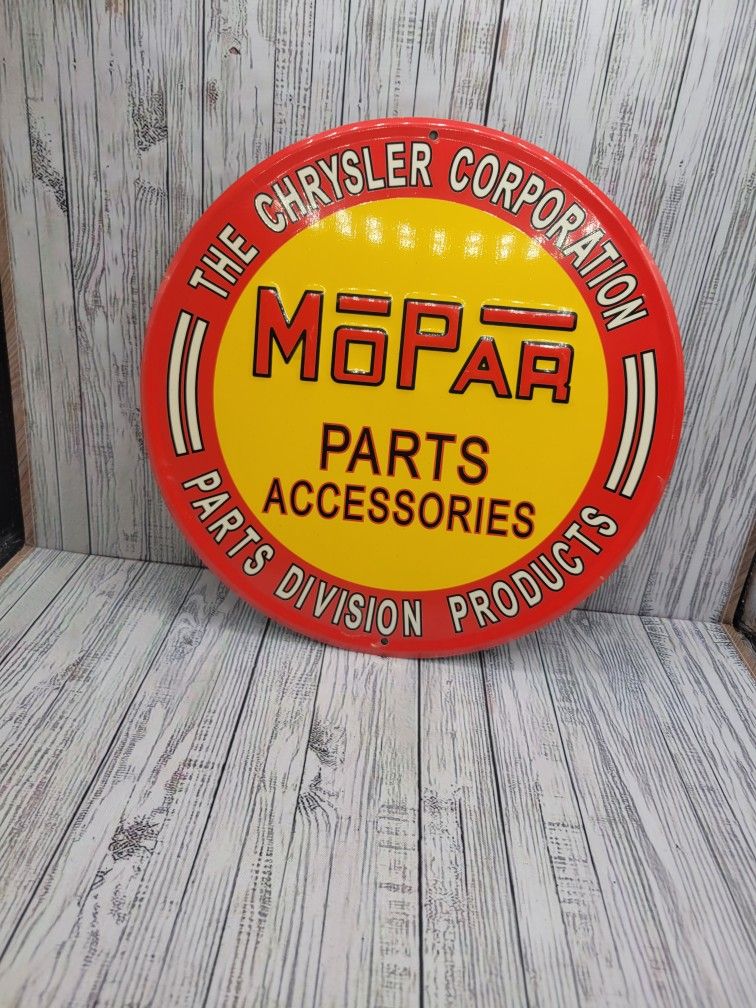 THE CHRYSLER CORPORATION
MOPAR
PARTS
ACCESSORIES
PARTS DIVISION PRODUCTS